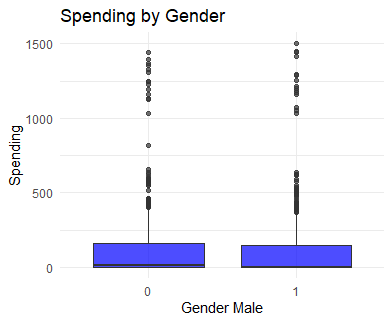 Spending by Gender
1500
1000
500
0
Spending
0 1
Gender Male